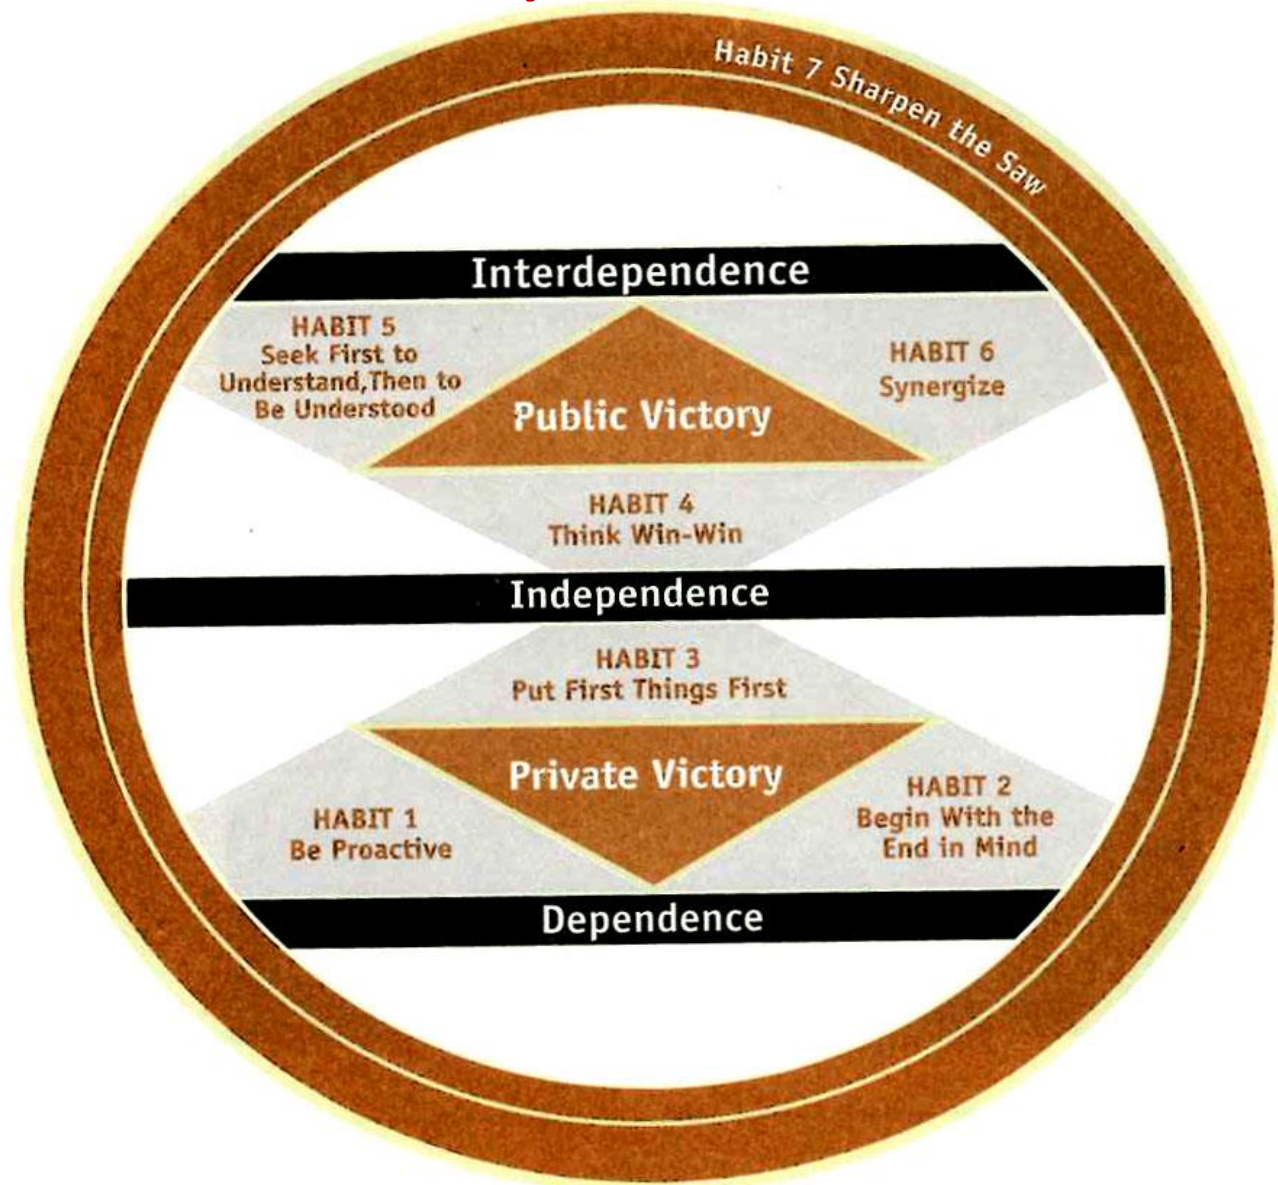 Habit 7 Sharpen the Saw
Interdependence
HABIT 5
Seek First to
Understand,Then to
Be Understood
HABIT 6
Synergize
Public Victory
HABIT 4
Think Win-Win
Independence
HABIT 3
Put First Things First
Private Victory
HABIT 1
Be Proactive
HABIT 2
Begin With the
End in Mind
Dependence